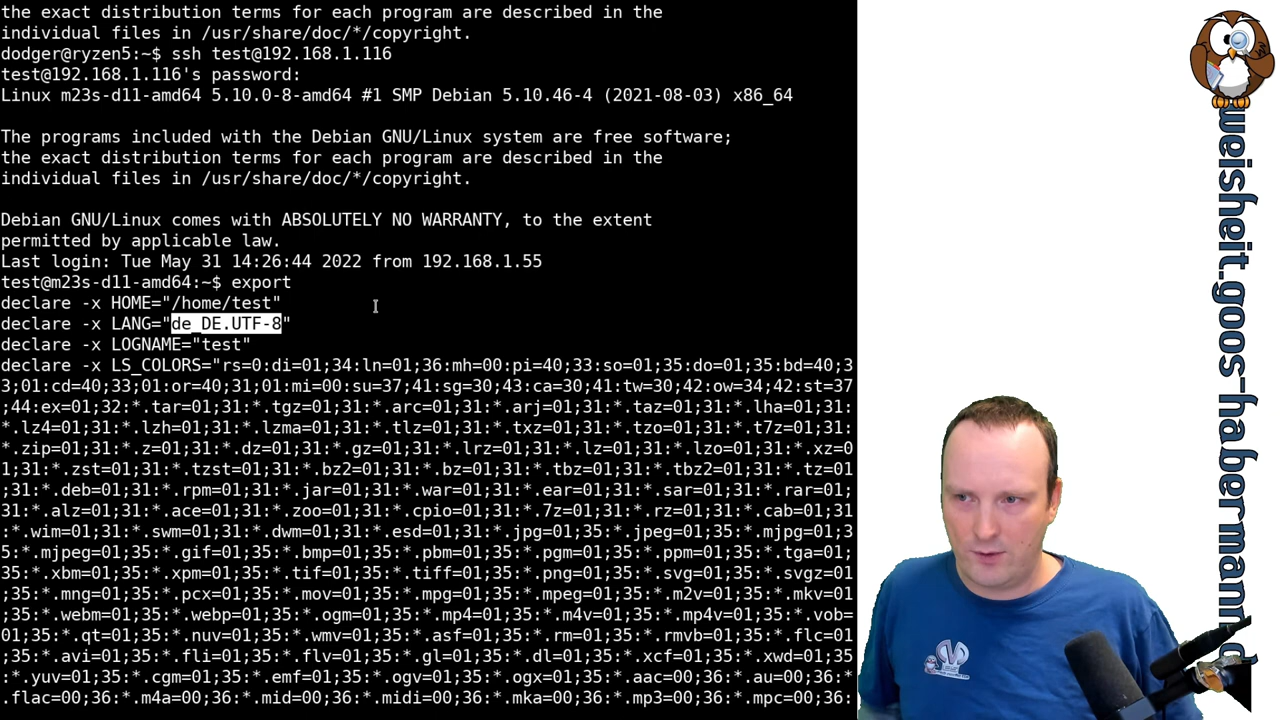 the exact distribution terms for each program are described in the
individual files in /usr/share/doc/*/copyright.
dodger@ryzen5:~$ ssh test@192.168.1.116
test@192.168.1.116's password:
Linux m23s-d11-amd64 5.10.0-8-amd64 #1 SMP Debian 5.10.46-4 (2021-08-03) x86_64
The programs included with the Debian GNU/Linux system are free software;
the exact distribution terms for each program are described in the
individual files in /usr/share/doc/*/copyright.
Debian GNU/Linux comes with ABSOLUTELY NO WARRANTY, to the extent
permitted by applicable law.
Last login: Tue May 31 14:26:44 2022 from 192.168.1.55
test@m23s-d11-amd64:~$ export
declare -x HOME="/home/test"
declare -x LANG="de_DE.UTF-8"
declare -x LOGNAME="test"
declare -x LS_COLORS="rs=0:di=01;34:ln=01;36:mh=00:pi=40;33:so=01;35:do=01;35:bd=40;3
3;01:cd=40;33;01:or=40;31;01:mi=00:su=37;41:sg=30;43:ca=30;41:tw=30;42:ow=34;42:st=37
;44:ex=01;32:*.tar=01;31:*.tgz=01;31:*.arc=01;31:*.arj=01;31:*.taz=01;31:*.lha=01;31:
*.lz4=01;31:*.lzh=01;31:*.lzma=01;31:*.tlz=01;31:*.txz=01;31:*.tzo=01;31:*.t7z=01;31:
*.zip=01;31:*.z=01;31:*.dz=01;31:*.gz=01;31:*.lrz=01;31:*.lz=01;31:*.lzo=01;31:*.xz=0
1;31:*.zst=01;31:*.tzst=01;31:*.bz2=01;31:*.bz=01;31:*.tbz=01;31:*.tbz2=01;31:*.tz=01
;31:*.deb=01;31:*.rpm=01;31:*.jar=01;31:*.war=01;31:*.ear=01;31:*.sar=01;31:*.rar=01;
31:*.alz=01;31:*.ace=01;31:*.zoo=01;31:*.cpio=01;31:*.7z=01;31:*.rz=01;31:*.cab=01;31
:*.wim=01;31:*.swm=01;31:*.dwm=01;31:*.esd=01;31:*.jpg=01;35:*.jpeg=01;35:*.mjpg=01;3
5:*.mjpeg=01;35:*.gif=01;35:*.bmp=01;35:*.pbm=01;35:*.pgm=01;35:*.ppm=01;35:*.tga=01;
35:*.xbm=01;35:*.xpm=01;35:*.tif=01;35:*.tiff=01;35:*.png=01;35:*.svg=01;35:*.svgz=01
;35:*.mng=01;35:*.pcx=01;35:*.mov=01;35:*.mpg=01;35:*.mpeg=01;35:*.m2v=01;35:*.mkv=01
;35:*.webm=01;35:*.webp=01;35:*.ogm=01;35:*.mp4=01;35:*.m4v=01;35:*.mp4v=01;35:*.vob=
01;35:*.qt=01;35:*.nuv=01;35:*.wmv=01;35:*.asf=01;35:*.rm=01;35:*.rmvb=01;35:*.flc=01
;35:*.avi=01;35:*.fli=01;35:*.flv=01;35:*.gl=01;35:*.dl=01;35:*.xcf=01;35:*.xwd=01;35
:*.yuv=01;35:*.cgm=01;35:*.emf=01;35:*.ogv=01;35:*.ogx=01;35:*.aac=00;36:*.au=00;36:*
.flac=00;36:*.m4a=00;36:*.mid=00;36:*.midi=00;36:*.mka=00;36:*.mp3=00;36:*.mpc=00;36:
weisheit.goos-habermann.d